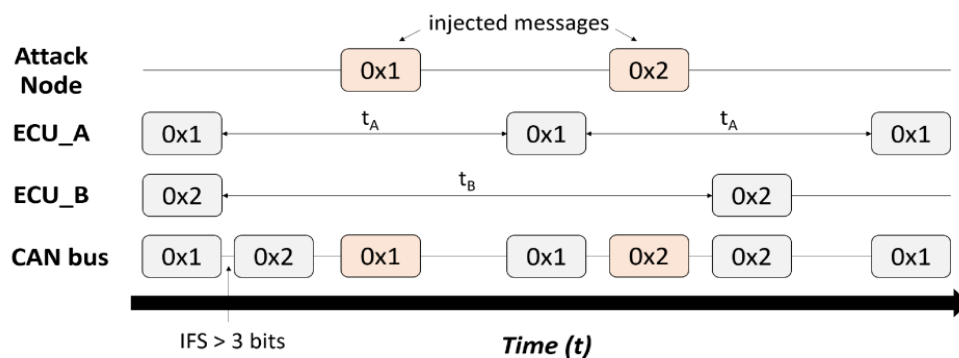 injected messages
Attack
Node
0x1
0x2
ECU_A
0x1
tA
0x1
tA
0x1
ECU_B
0x2
tB
0x2
CAN bus
0x1
0x2
0x1
0x1
0x2
0x2
0x1
IFS > 3 bits
Time (t)